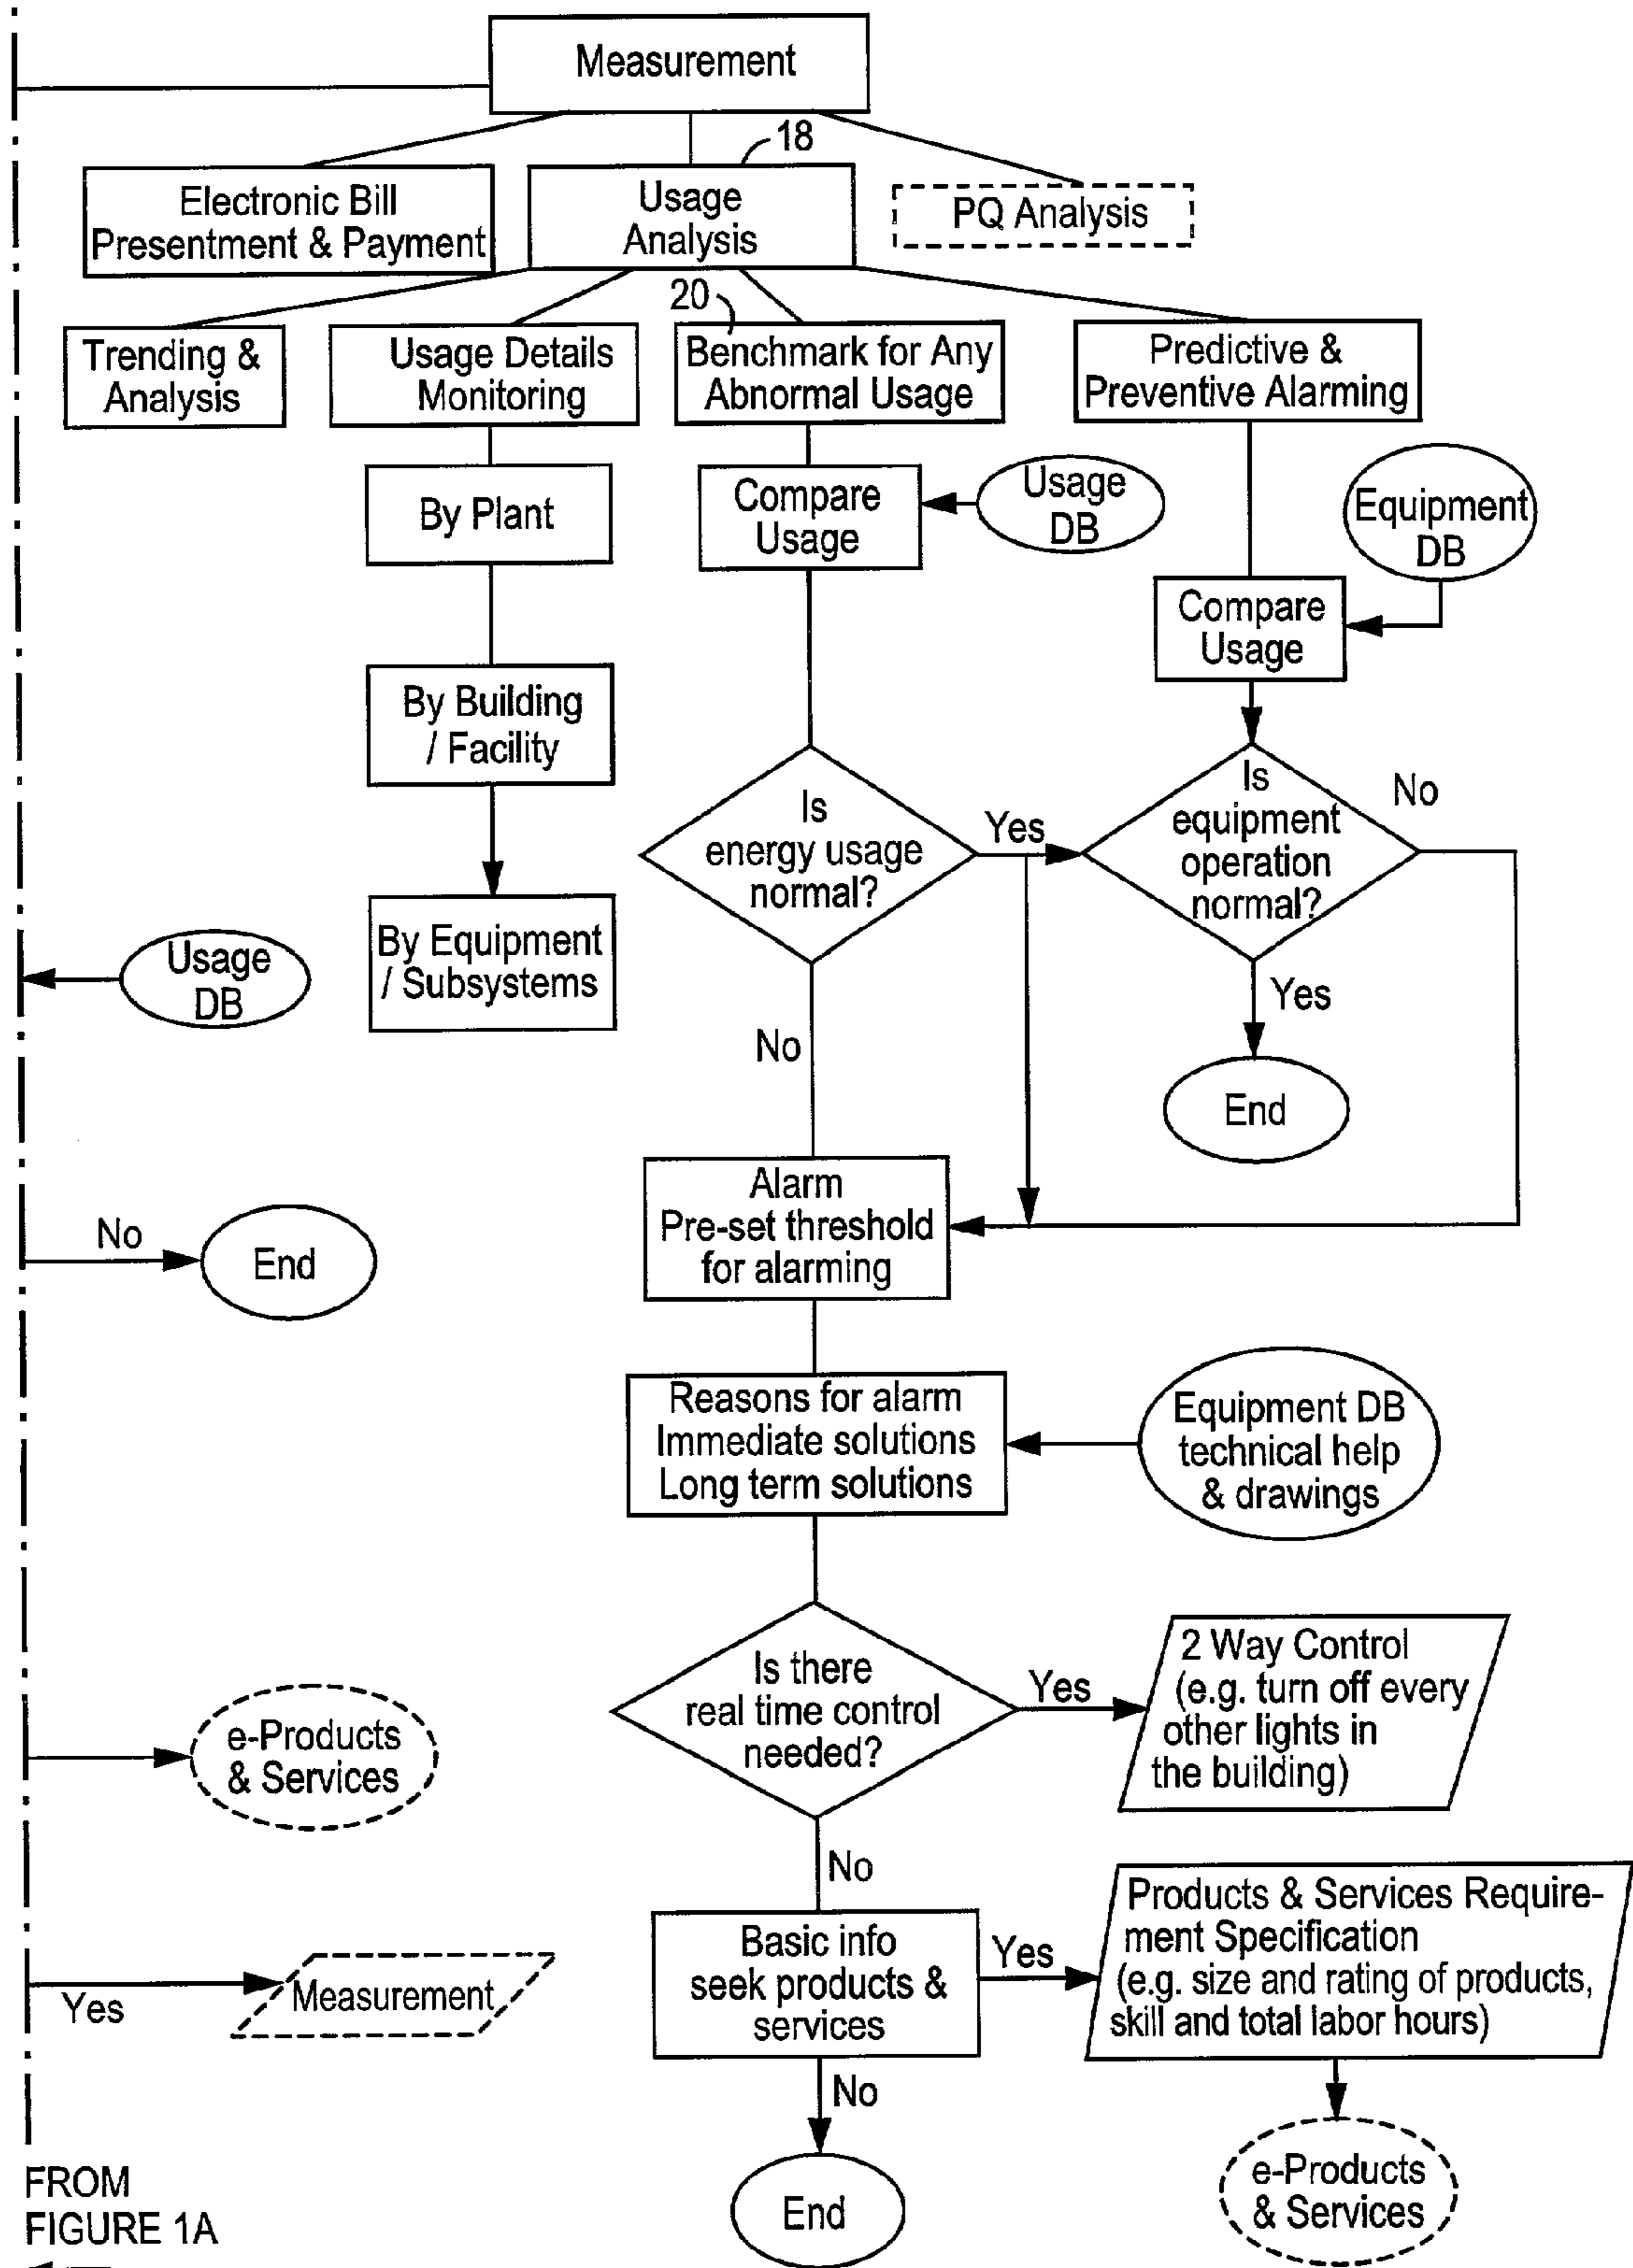 Measurement
18
Electronic Bill
Presentment & Payment
Usage
Analysis
PQ Analysis
20
Trending &
Analysis
Usage Details
Monitoring
Benchmark for Any
Abnormal Usage
Predictive &
Preventive Alarming
By Plant
Compare
Usage
Usage
DB
Equipment
DB
Compare
Usage
By Building
/ Facility
Is
energy usage
normal?
Yes
Is
equipment
operation
normal?
No
By Equipment
/ Subsystems
Usage
DB
No
Yes
End
Alarm
Pre-set threshold
for alarming
No
End
Reasons for alarm
Immediate solutions
Long term solutions
Equipment DB
technical help
& drawings
Is there
real time control
needed?
Yes
2 Way Control
(e.g. turn off every
other lights in
the building)
e-Products
& Services
No
Basic info
seek products &
services
Yes
Products & Services Require-
ment Specification
(e.g. size and rating of products,
skill and total labor hours)
Yes
Measurement
No
End
e-Products
& Services
FROM
FIGURE 1A